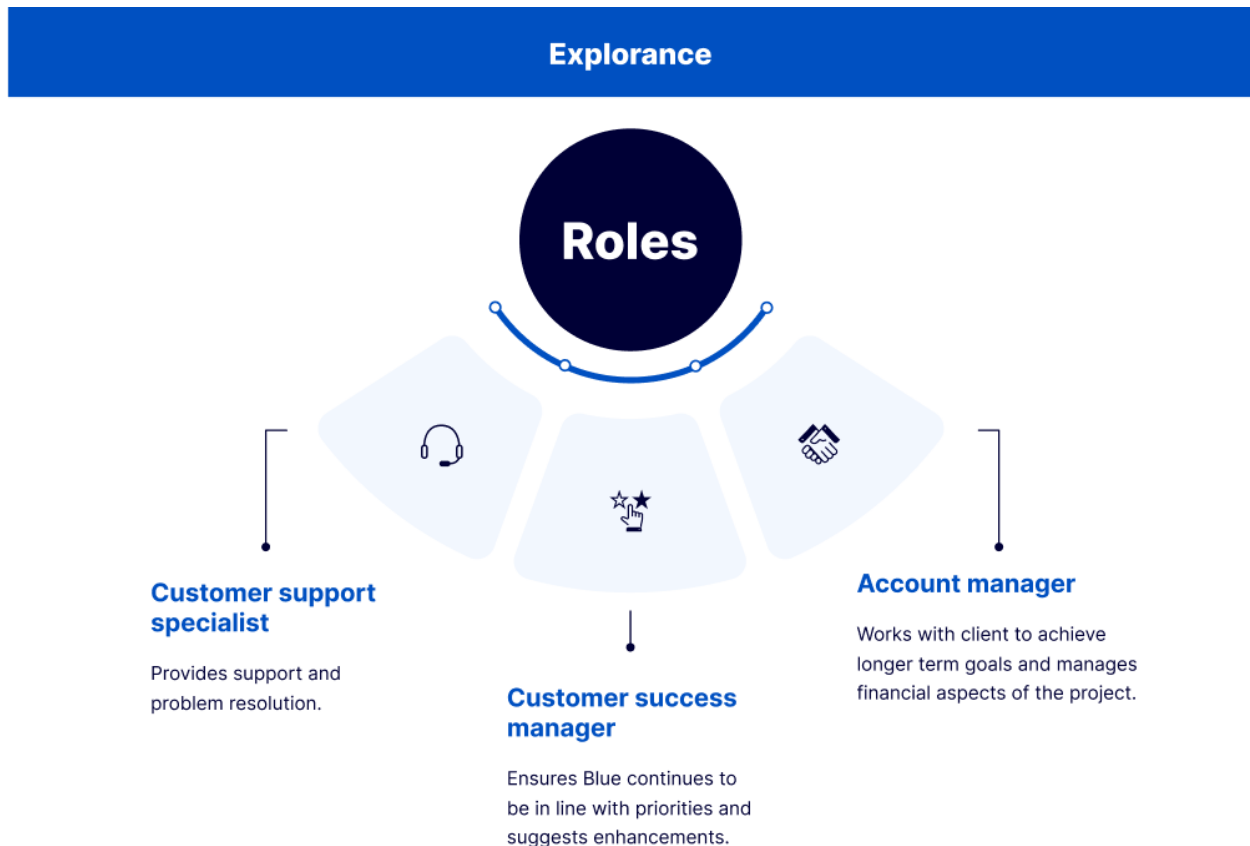 Explorance
Roles
Customer support
specialist
Provides support and
problem resolution.
Customer success
manager
Ensures Blue continues to
be in line with priorities and
suggests enhancements.
Account manager
Works with client to achieve
longer term goals and manages
financial aspects of the project.